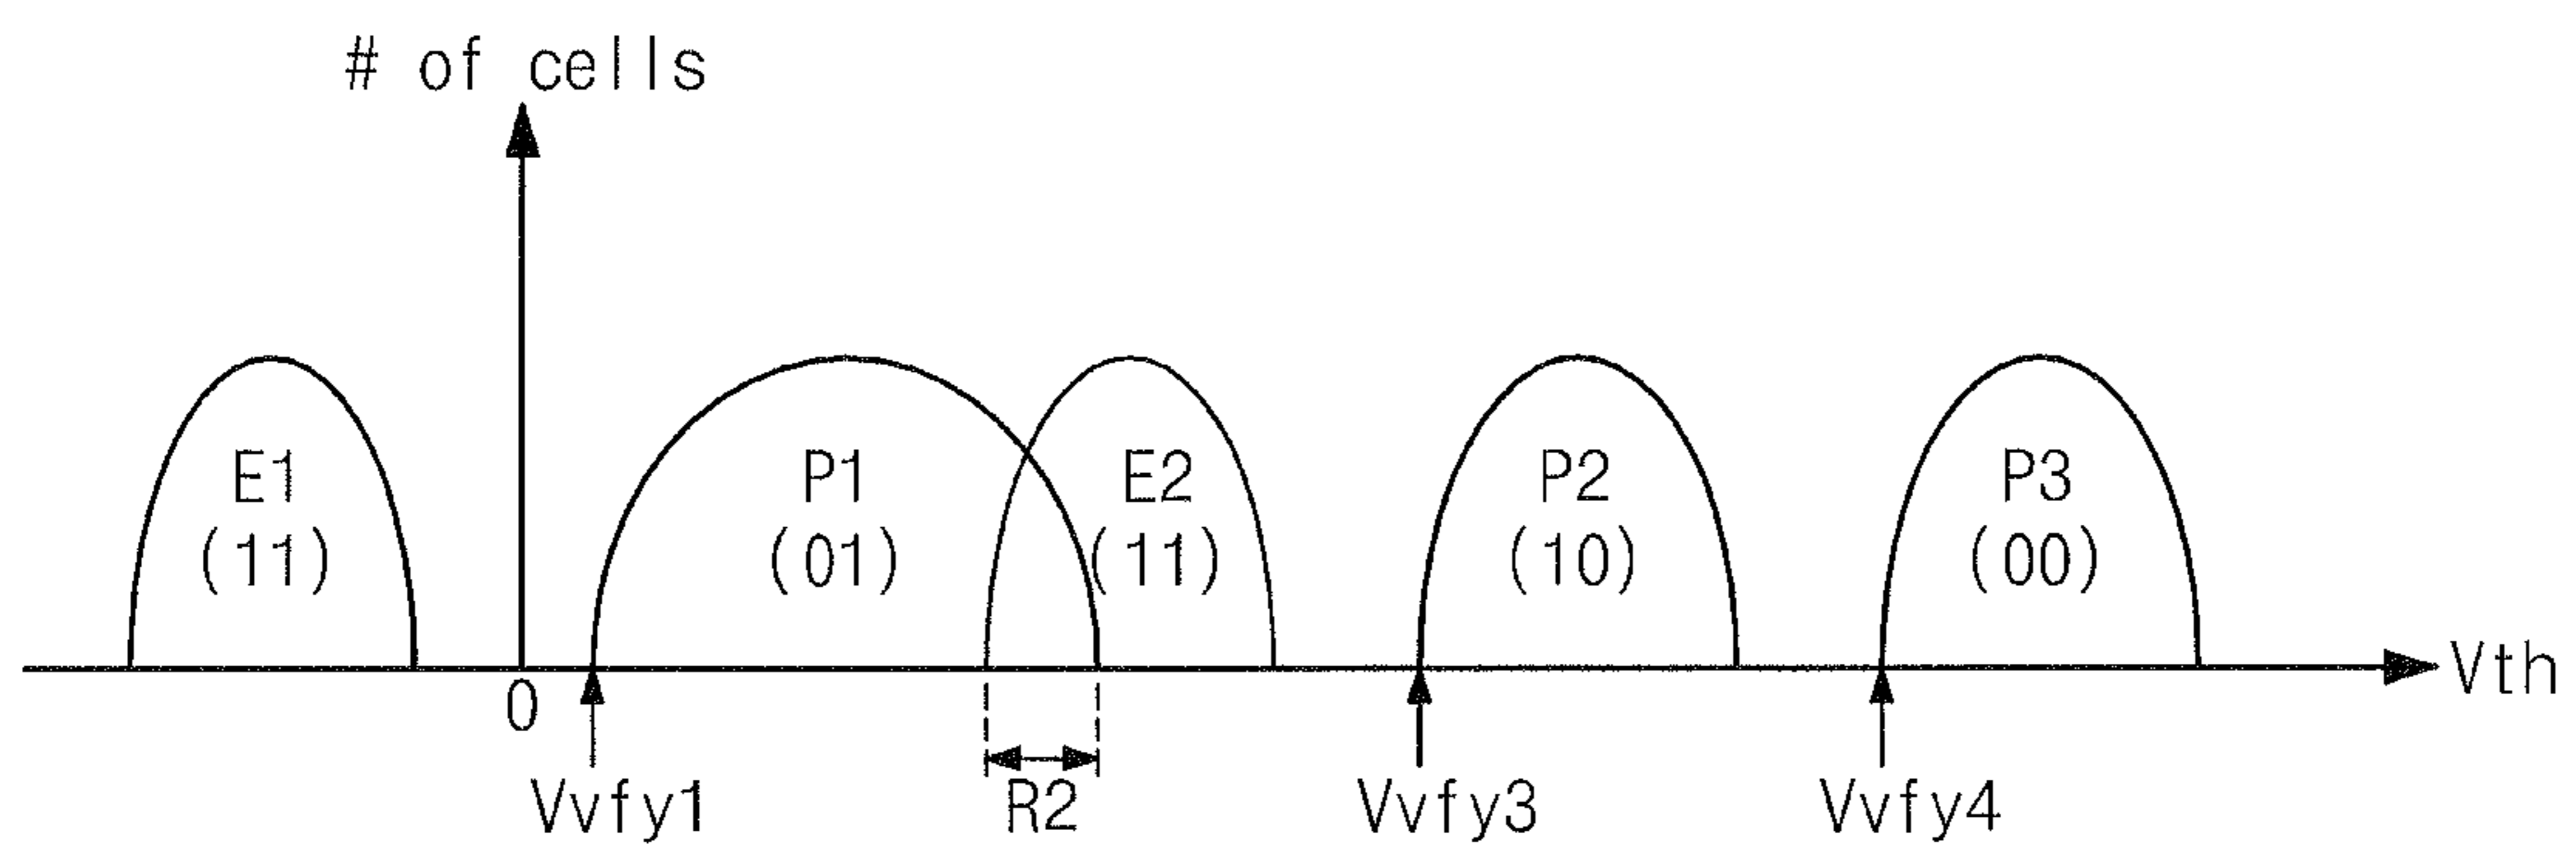 # of cells
E1
(11)
P1
(01)
E2
(11)
P2
(10)
P3
(00)
Vth
0
Vvfy1
R2
Vvfy3
Vvfy4